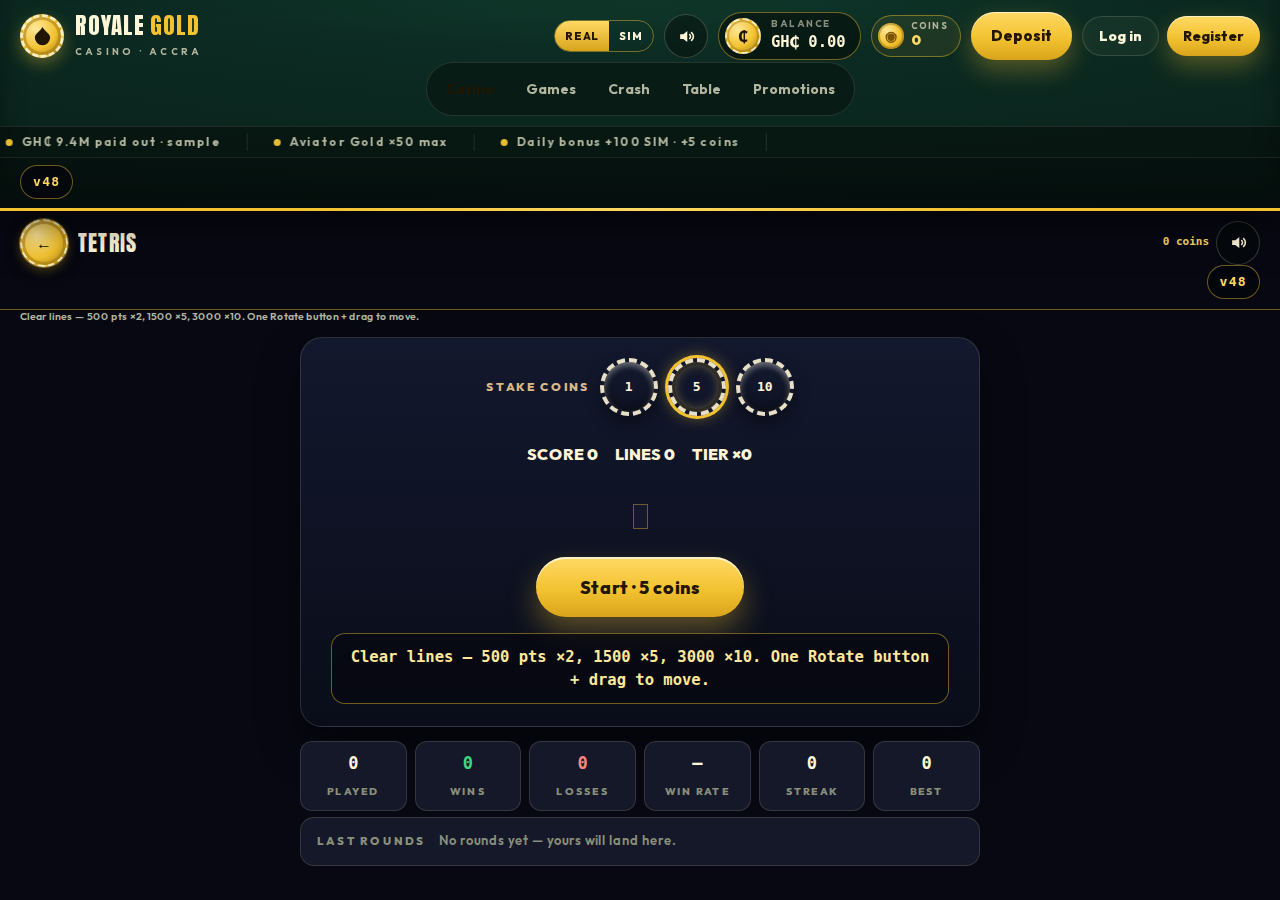 ROYALE GOLD
CASINO · ACCRA
REAL SIM
BALANCE
GH₵ 0.00
COINS
0
Deposit
Log in
Register
Games Crash Table Promotions
GH₵ 9.4M paid out · sample
Aviator Gold ×50 max
Daily bonus +100 SIM · +5 coins
v48
← TETRIS
0 coins
v48
Clear lines — 500 pts ×2, 1500 ×5, 3000 ×10. One Rotate button + drag to move.
STAKE COINS 1 5 10
SCORE 0 LINES 0 TIER ×0
Start · 5 coins
Clear lines — 500 pts ×2, 1500 ×5, 3000 ×10. One Rotate button
+ drag to move.
0 0 0 — 0 0
PLAYED WINS LOSSES WIN RATE STREAK BEST
LAST ROUNDS No rounds yet — yours will land here.